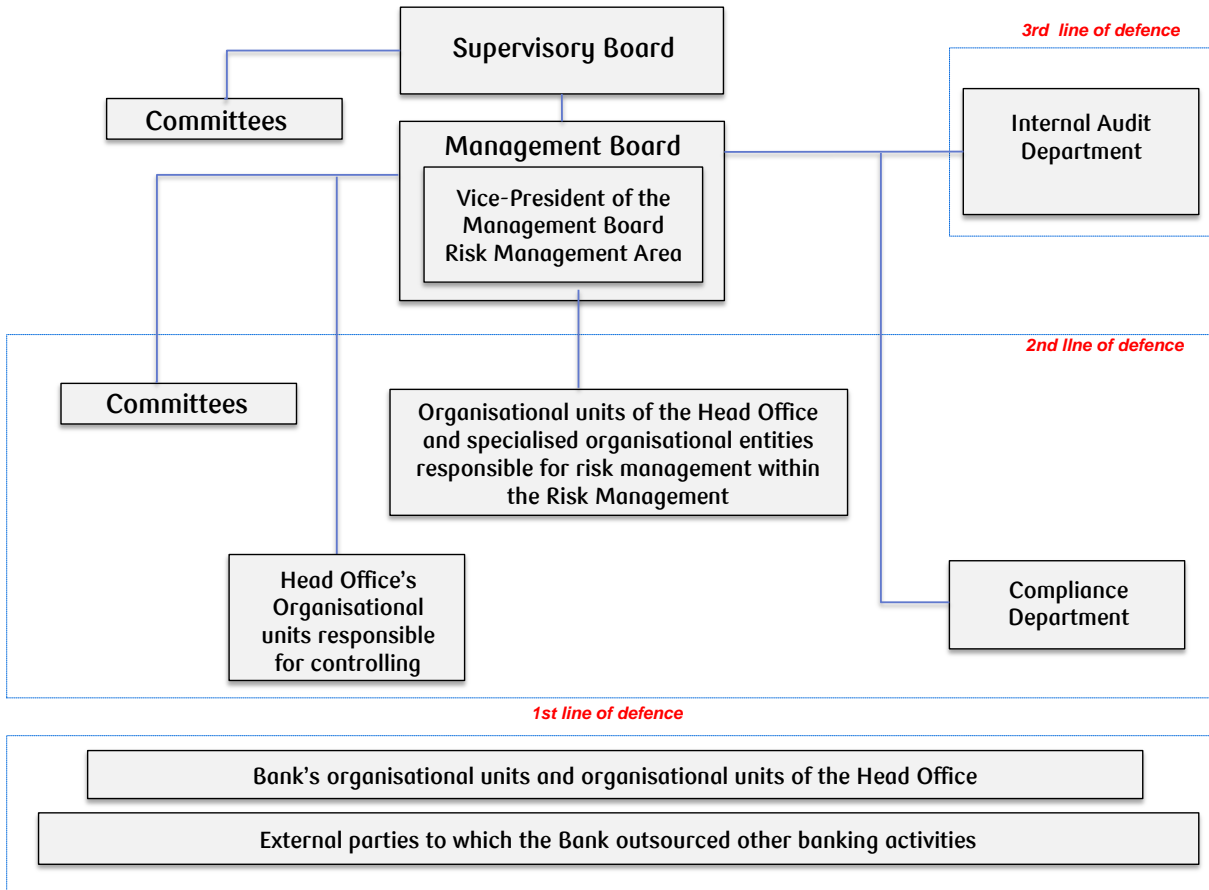 3rd line of defence
Supervisory Board
Committees
Internal Audit
Department
Management Board
Vice-President of the
Management Board
Risk Management Area
2nd lIne of defence
Committees
Organisational units of the Head Office
and specialised organisational entities
responsible for risk management within
the Risk Management
Head Office’s
Organisational
units responsible
for controlling
Compliance
Department
1st line of defence
Bank’s organisational units and organisational units of the Head Office
External parties to which the Bank outsourced other banking activities